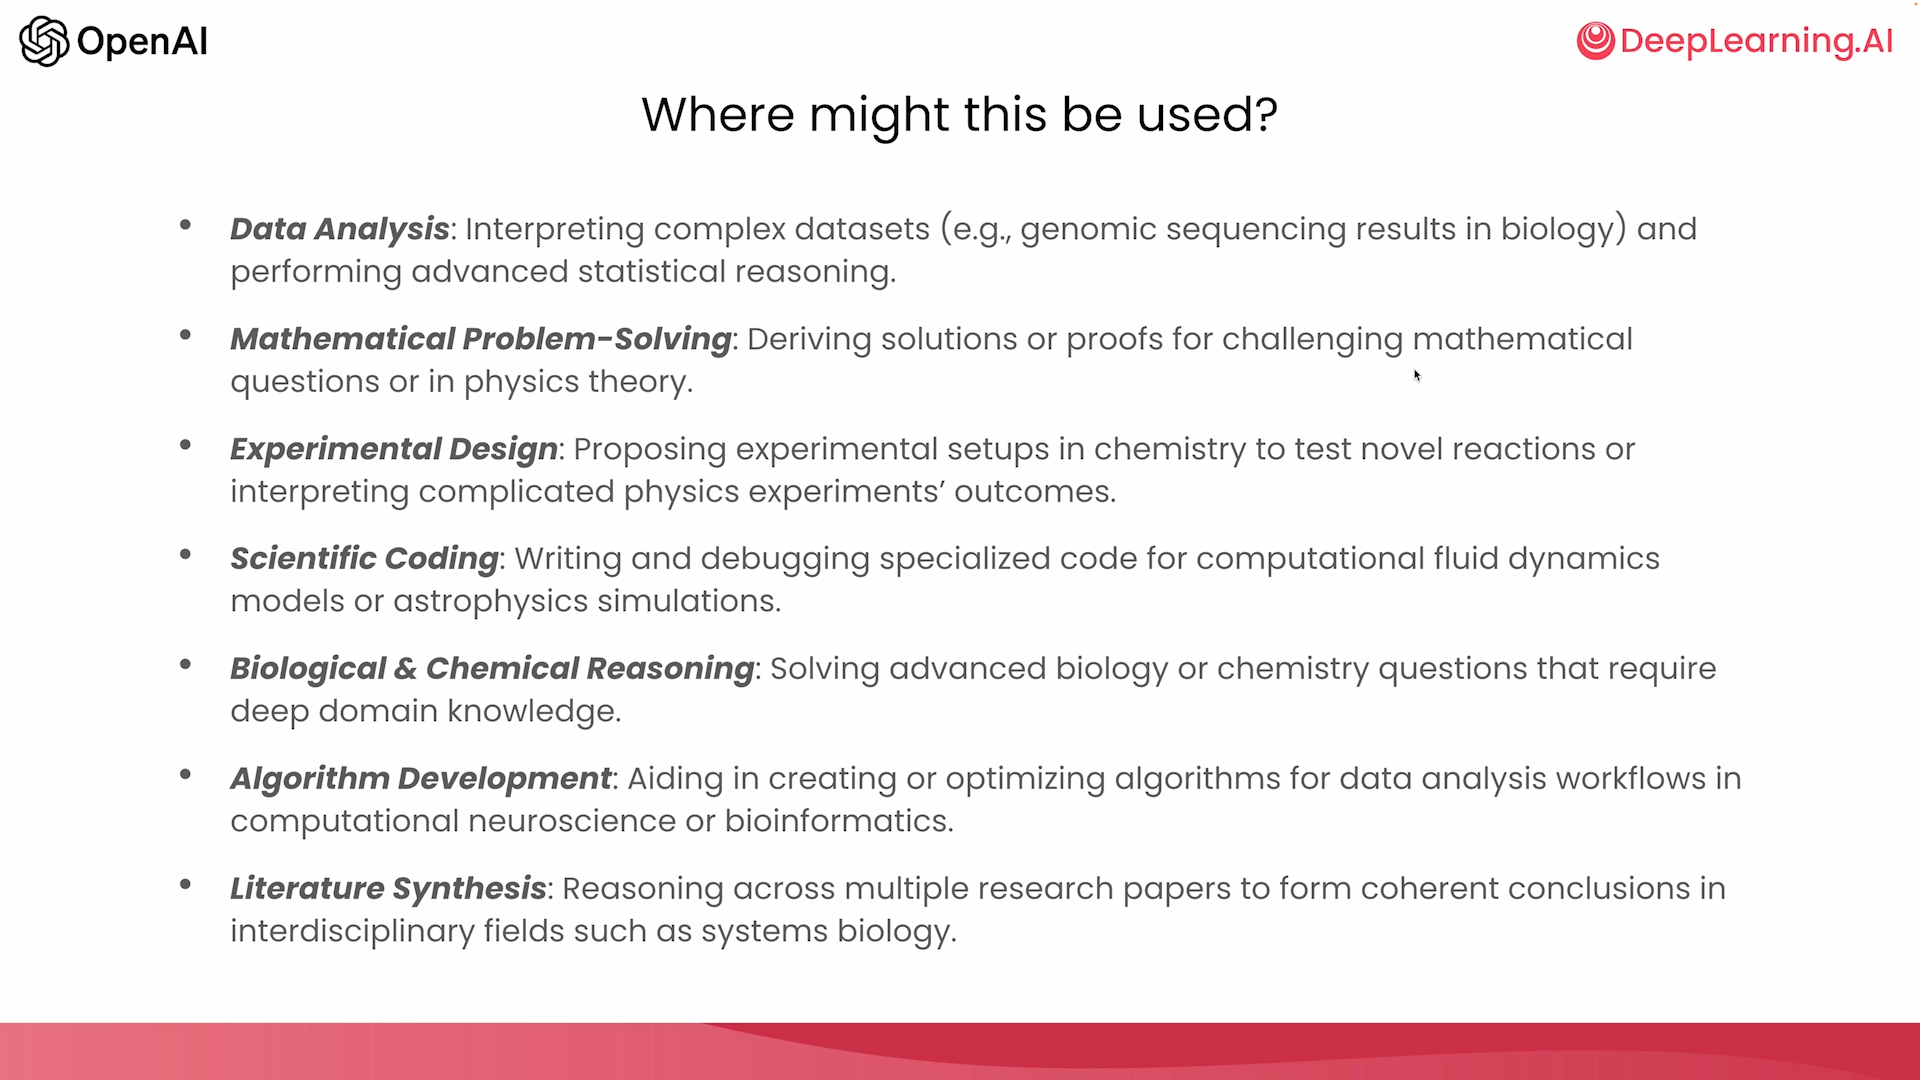 OpenAI
DeepLearning.AI
Where might this be used?
• Data Analysis: Interpreting complex datasets (e.g., genomic sequencing results in biology) and
performing advanced statistical reasoning.
• Mathematical Problem-Solving: Deriving solutions or proofs for challenging mathematical
questions or in physics theory.
• Experimental Design: Proposing experimental setups in chemistry to test novel reactions or
interpreting complicated physics experiments’ outcomes.
• Scientific Coding: Writing and debugging specialized code for computational fluid dynamics
models or astrophysics simulations.
• Biological & Chemical Reasoning: Solving advanced biology or chemistry questions that require
deep domain knowledge.
• Algorithm Development: Aiding in creating or optimizing algorithms for data analysis workflows in
computational neuroscience or bioinformatics.
• Literature Synthesis: Reasoning across multiple research papers to form coherent conclusions in
interdisciplinary fields such as systems biology.